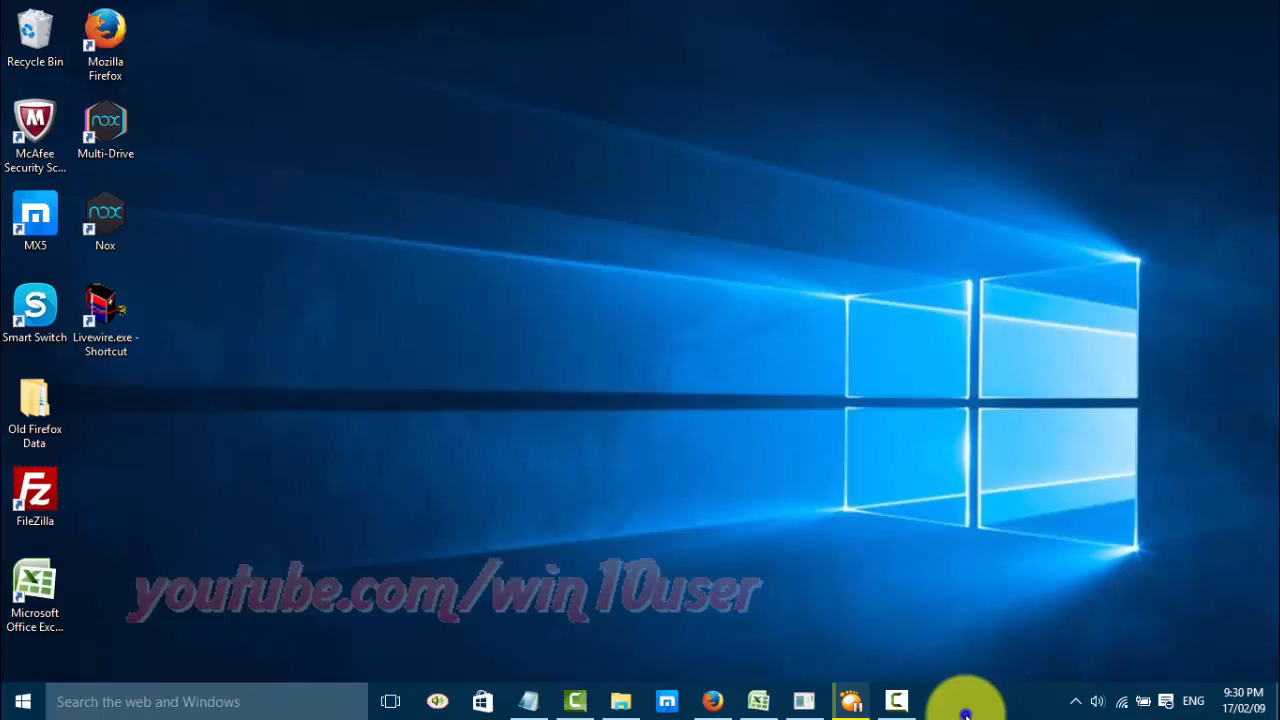 Recycle Bin
Mozilla
Firefox
McAfee
Security Sc...
Multi-Drive
MX5
Nox
Smart Switch
Livewire.exe -
Shortcut
Old Firefox
Data
FileZilla
Microsoft
Office Exc...
youtube.com/win10user
Search the web and Windows
ENG
9:30 PM
17/02/09